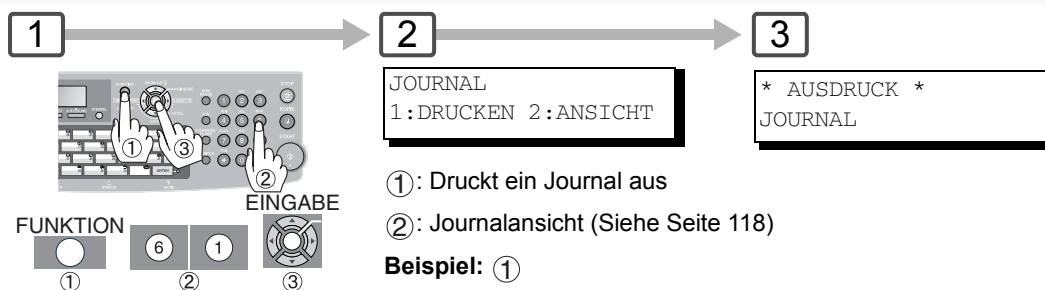 1
2
3
FUNKTION
EINGABE
6 1
① ② ③
JOURNAL
1:DRUCKEN 2:ANSICHT
①: Druckt ein Journal aus
②: Journalansicht (Siehe Seite 118)
Beispiel: ①
* AUSDRUCK *
JOURNAL